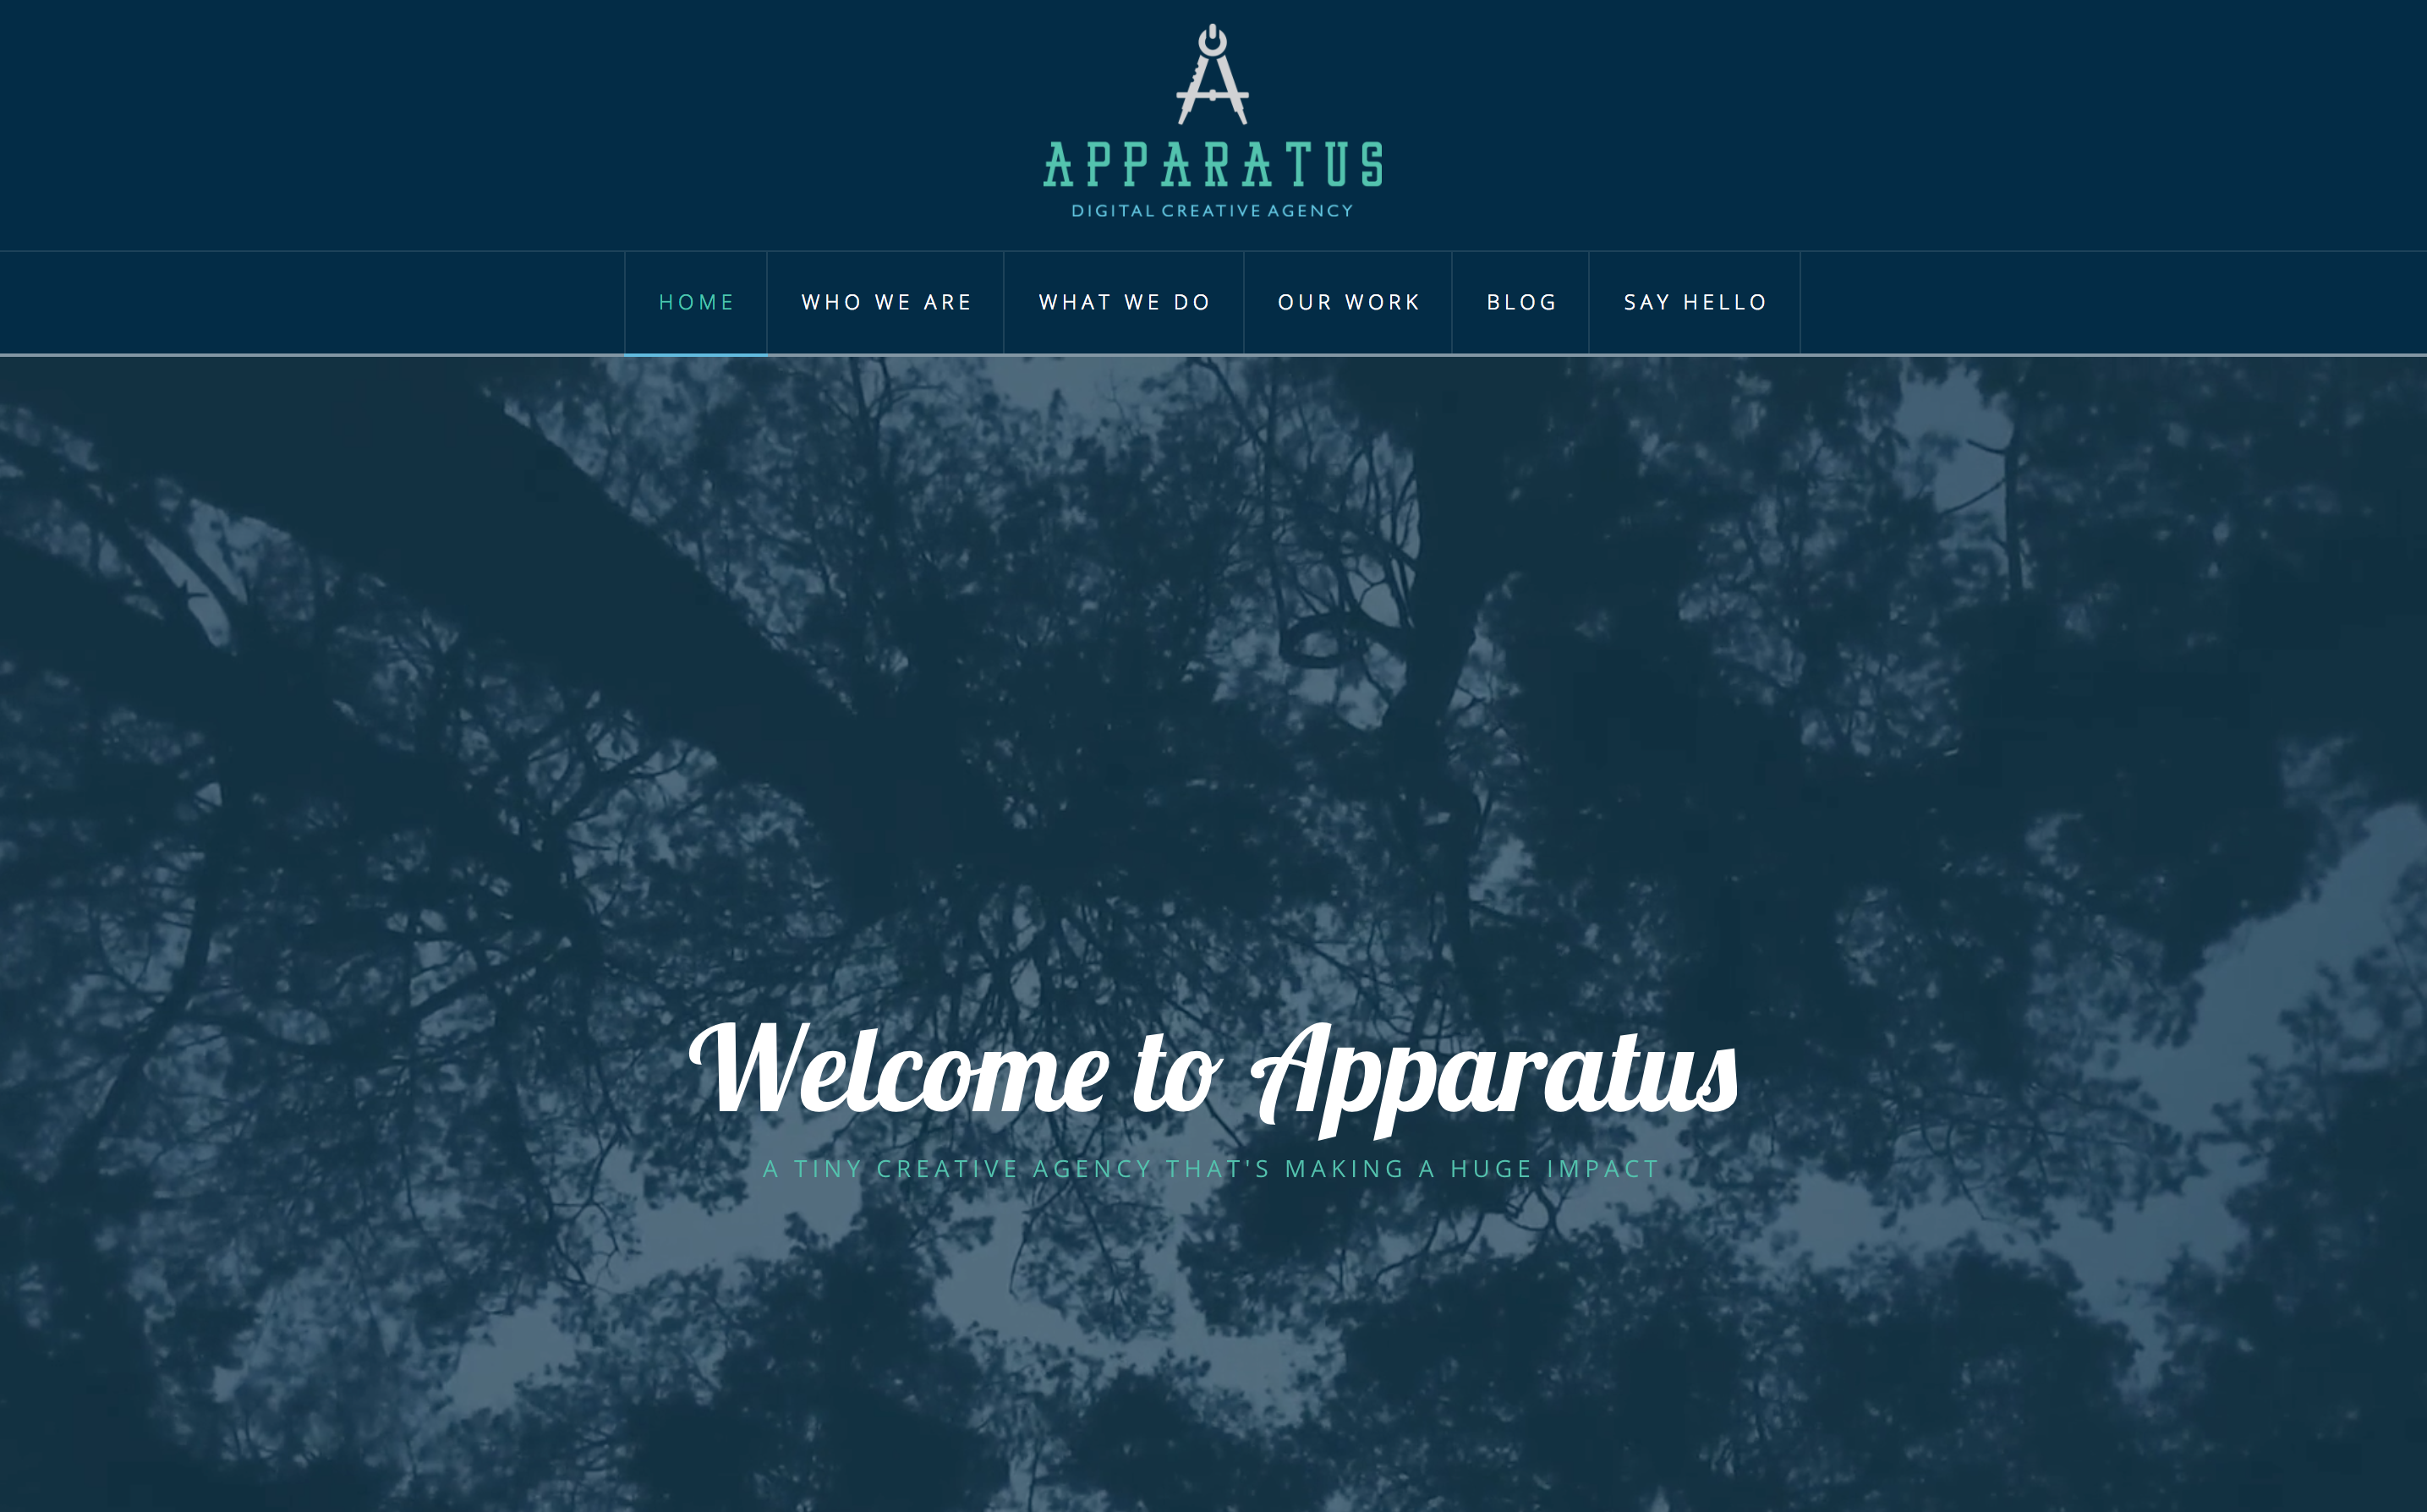 APPARATUS
DIGITAL CREATIVE AGENCY
HOME WHO WE ARE WHAT WE DO OUR WORK BLOG SAY HELLO
Welcome to Apparatus
A TINY CREATIVE AGENCY THAT'S MAKING A HUGE IMPACT